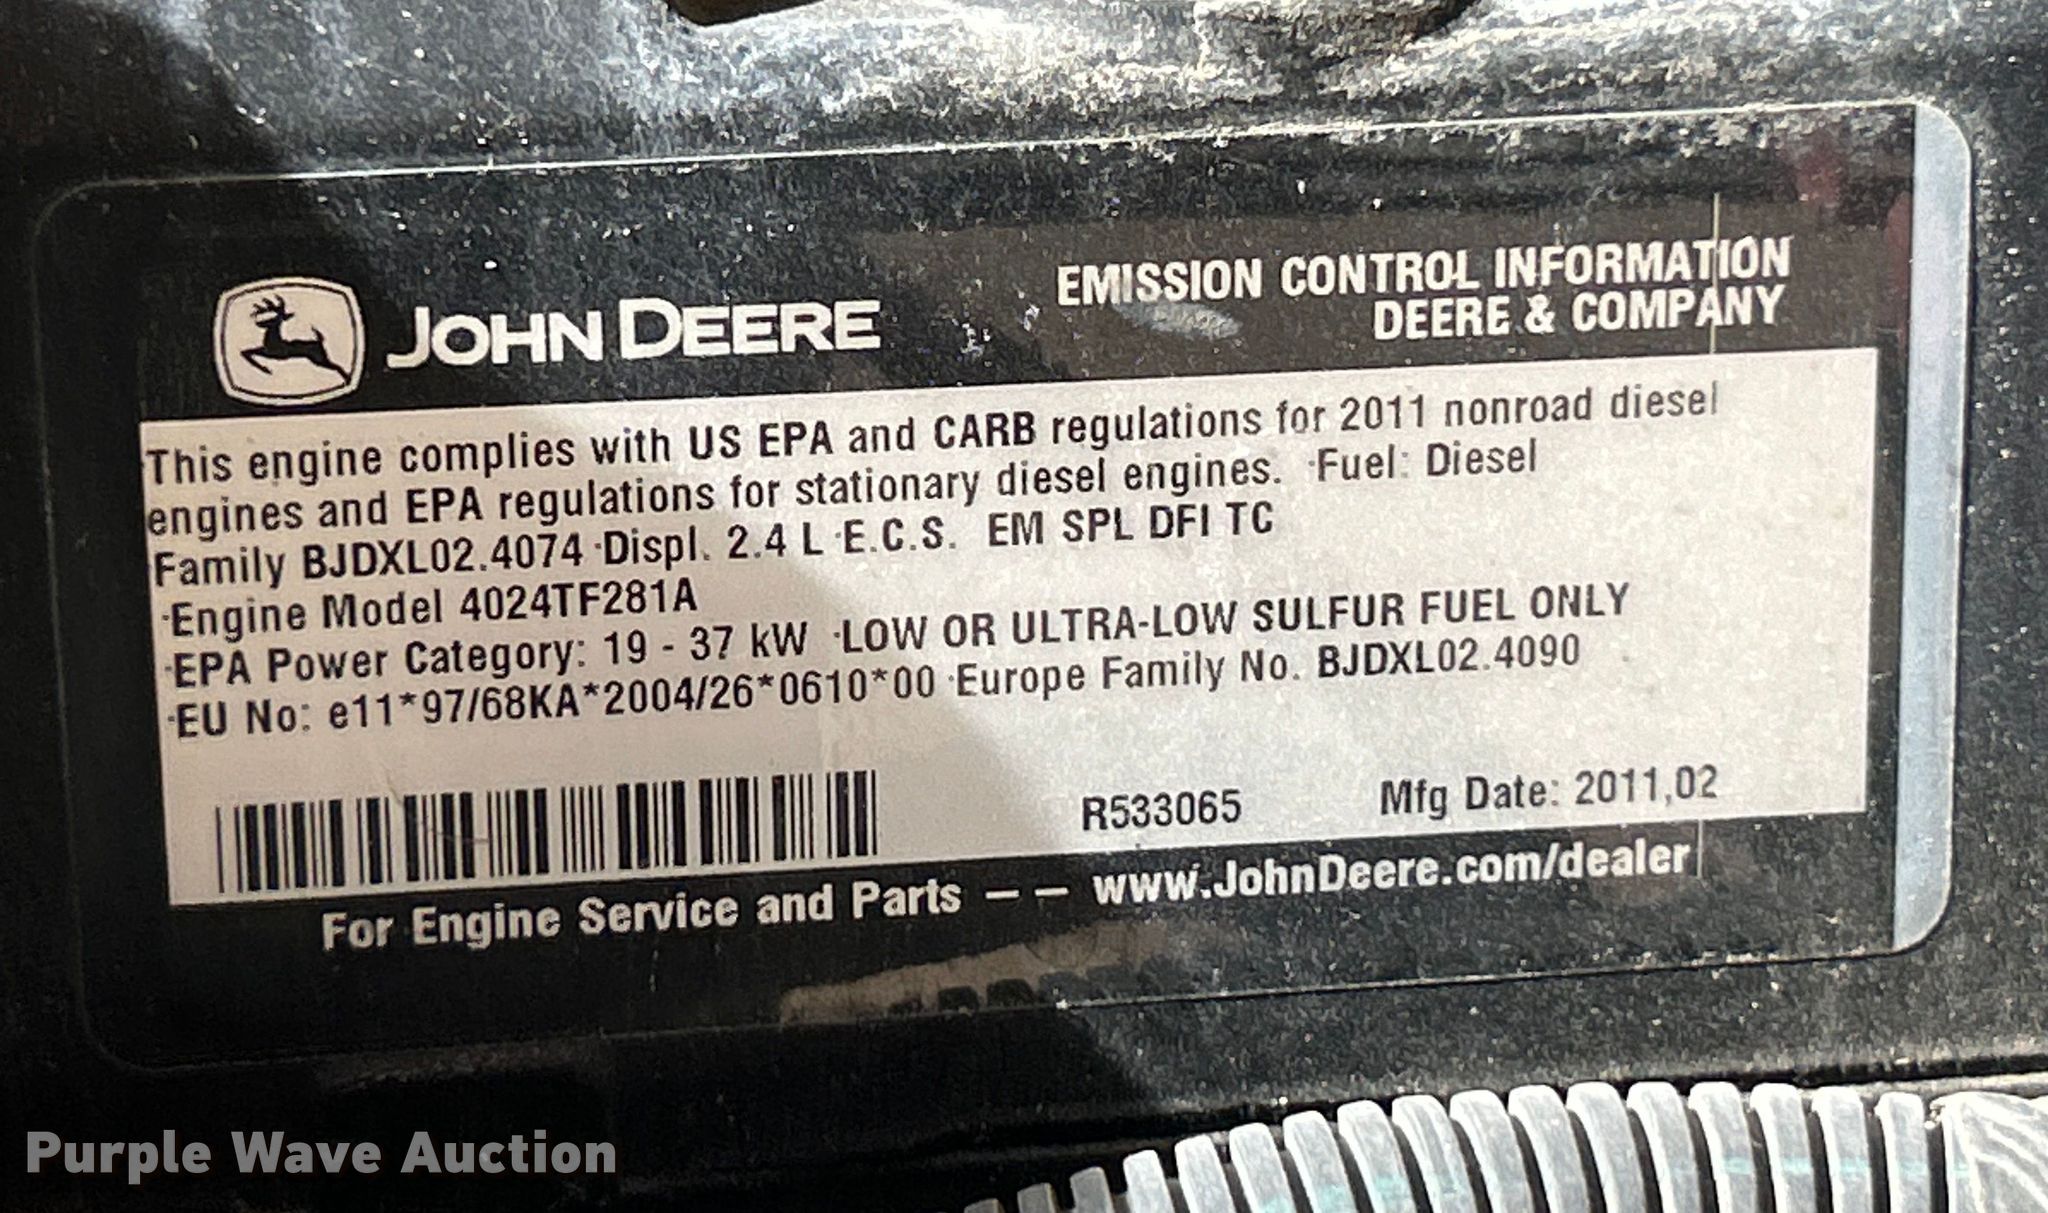 JOHN DEERE
EMISSION CONTROL INFORMATION
DEERE & COMPANY
This engine complies with US EPA and CARB regulations for 2011 nonroad diesel
engines and EPA regulations for stationary diesel engines. ·Fuel: Diesel
Family BJDXL02.4074 ·Displ. 2.4 L ·E.C.S. EM SPL DFI TC
·Engine Model 4024TF281A
·EPA Power Category: 19 - 37 kW ·LOW OR ULTRA-LOW SULFUR FUEL ONLY
·EU No: e11*97/68KA*2004/26*0610*00 ·Europe Family No. BJDXL02.4090
R533065 Mfg Date: 2011,02
For Engine Service and Parts – – www.JohnDeere.com/dealer
Purple Wave Auction